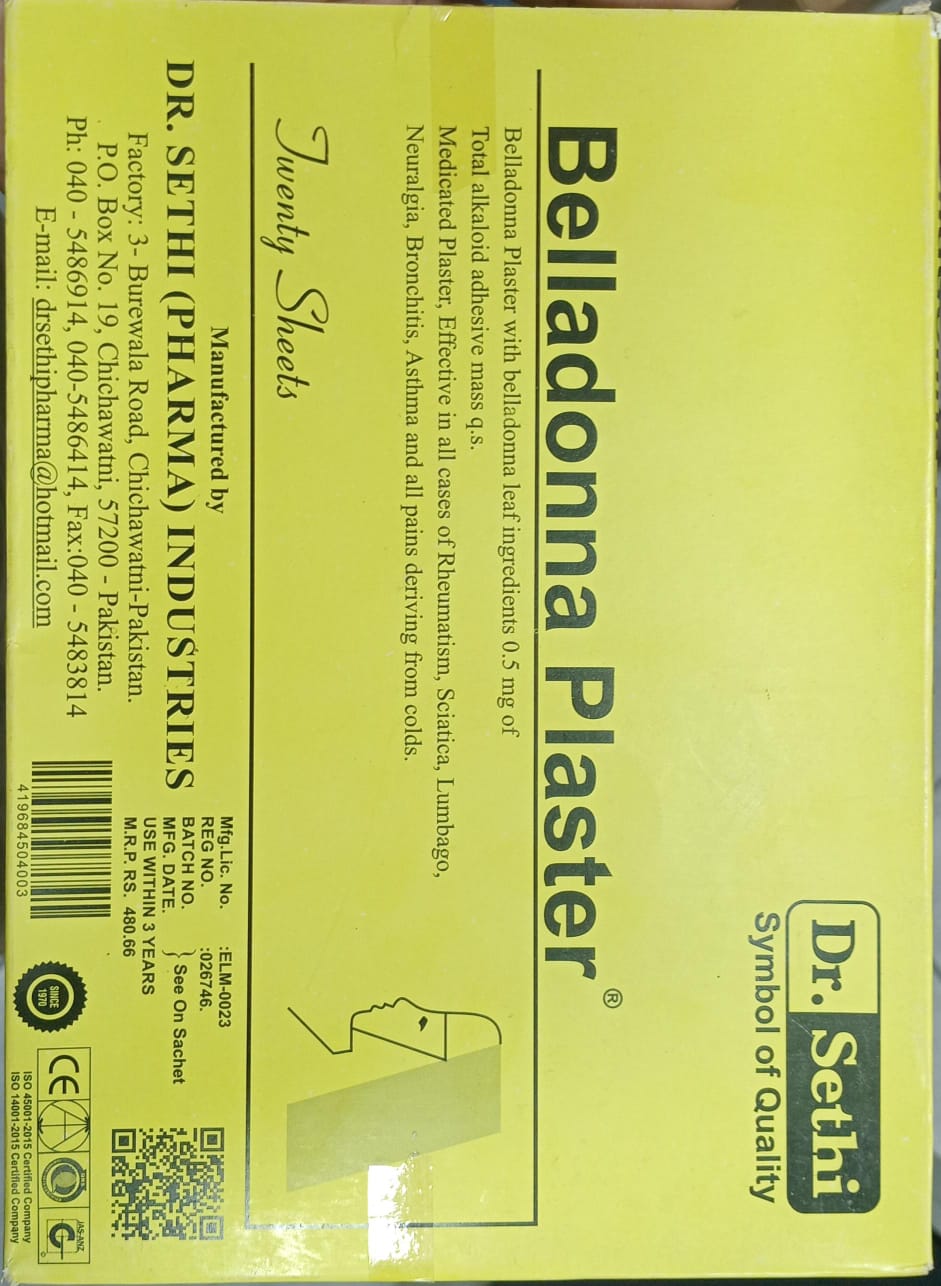 Dr. Sethi
Symbol of Quality
Belladonna Plaster ®
Belladonna Plaster with belladonna leaf ingredients 0.5 mg of
Total alkaloid adhesive mass q.s.
Medicated Plaster, Effective in all cases of Rheumatism, Sciatica, Lumbago,
Neuralgia, Bronchitis, Asthma and all pains deriving from colds.
Twenty Sheets
Manufactured by
DR. SETHI (PHARMA) INDUSTRIES
Factory: 3- Burewala Road, Chichawatni-Pakistan.
P.O. Box No. 19, Chichawatni, 57200 - Pakistan.
Ph: 040 - 5486914, 040-5486414, Fax:040 - 5483814
E-mail: drsethipharma@hotmail.com
Mfg.Lic. No. :ELM-0023
REG NO. :026746.
BATCH NO. } See On Sachet
MFG. DATE.
USE WITHIN 3 YEARS
M.R.P. RS. 480.66
419684504003
SINCE
1970
CE
JAS-ANZ
ISO 45001-2015 Certified Company
ISO 14001-2015 Certified Company